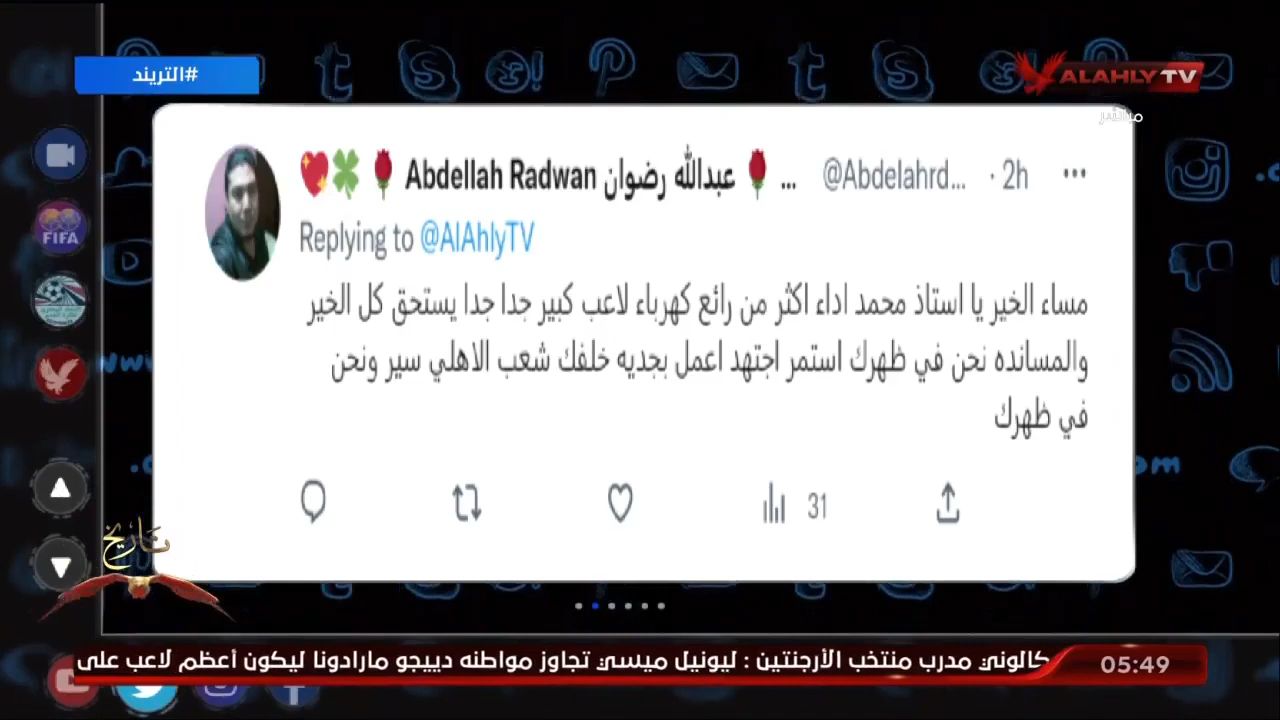 #التريند
ALAHLY TV
مباشر
Abdellah Radwan عبدالله رضوان ... @Abdelahrd... · 2h ...
Replying to @AlAhlyTV
مساء الخير يا استاذ محمد اداء اكثر من رائع كهرباء لاعب كبير جدا جدا يستحق كل الخير
والمسانده نحن في ظهرك استمر اجتهد اعمل بجديه خلفك شعب الاهلي سير ونحن
في ظهرك
31
FIFA
تاريخ
كالوني مدرب منتخب الأرجنتين : ليونيل ميسي تجاوز مواطنه دييجو مارادونا ليكون أعظم لاعب على
05:49